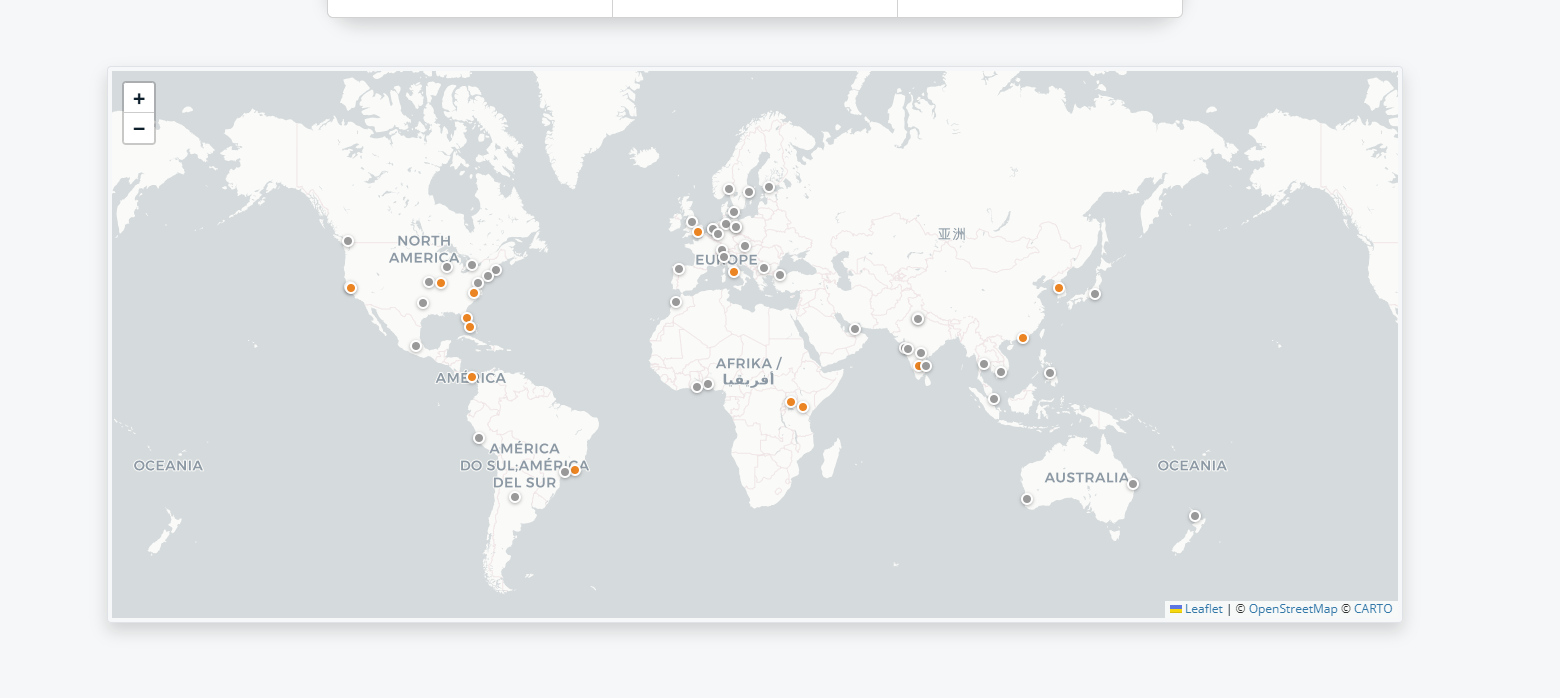 +
−
NORTH
AMERICA
EUROPE
亚洲
AFRIKA /
أفريقيا
AMÉRICA
AMÉRICA
DO SUL;AMÉRICA
DEL SUR
OCEANIA
AUSTRALIA
OCEANIA
Leaflet | © OpenStreetMap © CARTO